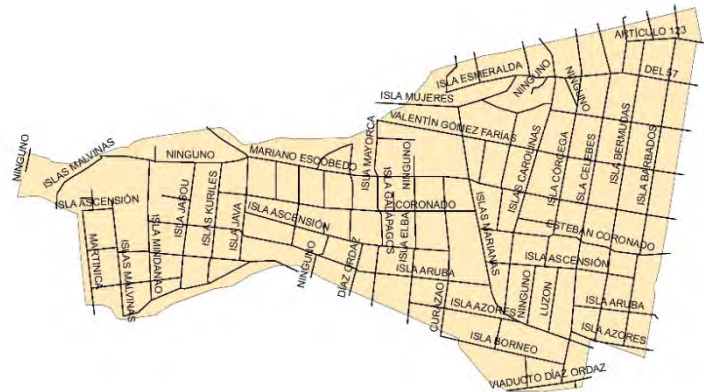 ARTÍCULO 123
ISLA ESMERALDA
NINGUNO
NINGUNO
DEL 57
ISLA MUJERES
VALENTÍN GÓMEZ FARIAS
ISLA BERMUDAS
ISLA BARBADOS
NINGUNO
ISLAS MALVINAS
NINGUNO
MARIANO ESCOBEDO
ISLA MAYORCA
NINGUNO
ISLAS CAROLINAS
ISLA CÓRCEGA
ISLA CELEBES
ISLA ASCENSIÓN
ISLA JASOU
ISLAS KURILES
ISLA JAVA
ISLA ASCENSIÓN
CORONADO
ISLA GALAPAGOS
ISLA ELBA
ISLAS MARIANAS
ESTEBAN CORONADO
MARTINICA
ISLAS MALVINAS
ISLA MINDANAO
NINGUNO
DÍAZ ORDAZ
ISLA ARUBA
ISLA ASCENSIÓN
NINGUNO
LUZON
CURAZAO
ISLA AZORES
ISLA ARUBA
ISLA BORNEO
ISLA AZORES
VIADUCTO DÍAZ ORDAZ